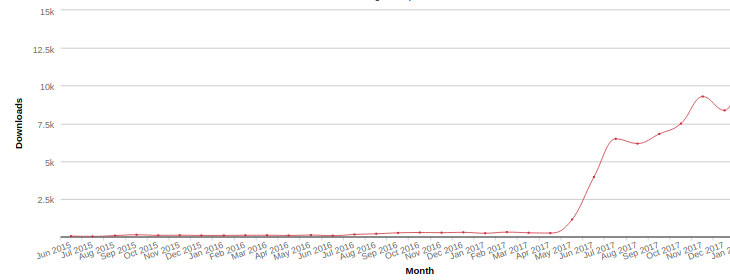 15k
12.5k
10k
7.5k
5k
2.5k
Downloads
Jun 2015 Jul 2015 Aug 2015 Sep 2015 Oct 2015 Nov 2015 Dec 2015 Jan 2016 Feb 2016 Mar 2016 Apr 2016 May 2016 Jun 2016 Jul 2016 Aug 2016 Sep 2016 Oct 2016 Nov 2016 Dec 2016 Jan 2017 Feb 2017 Mar 2017 Apr 2017 May 2017 Jun 2017 Jul 2017 Aug 2017 Sep 2017 Oct 2017 Nov 2017 Dec 2017 Jan 2
Month